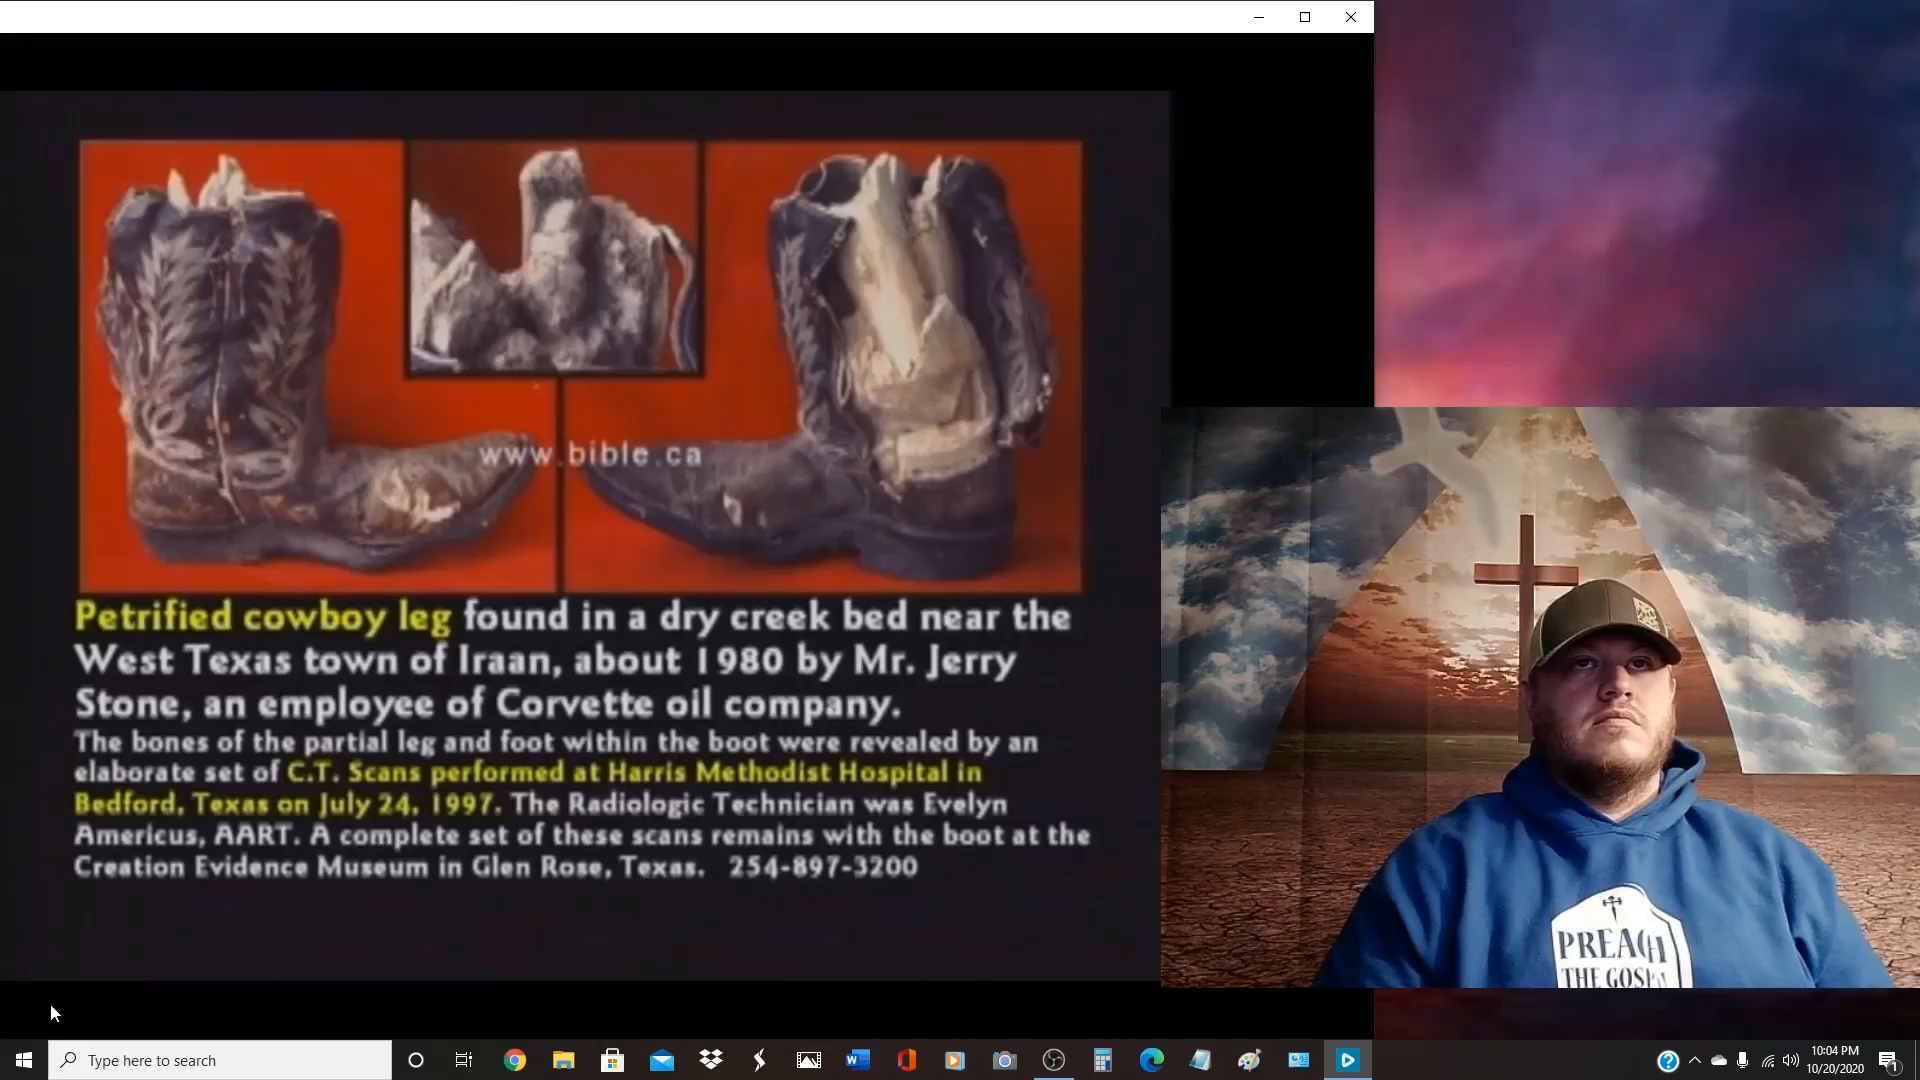 www.bible.ca
Petrified cowboy leg found in a dry creek bed near the
West Texas town of Iraan, about 1980 by Mr. Jerry
Stone, an employee of Corvette oil company.
The bones of the partial leg and foot within the boot were revealed by an
elaborate set of C.T. Scans performed at Harris Methodist Hospital in
Bedford, Texas on July 24, 1997. The Radiologic Technician was Evelyn
Americus, AART. A complete set of these scans remains with the boot at the
Creation Evidence Museum in Glen Rose, Texas. 254-897-3200
PREACH
THE GOSPEL
Type here to search
10:04 PM
10/20/2020
1